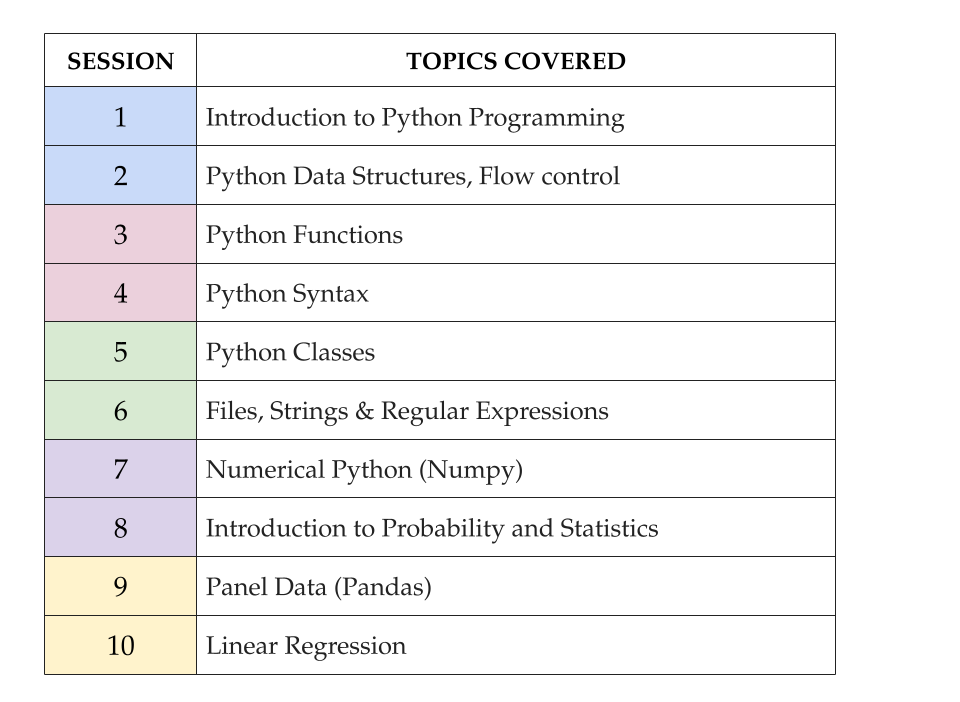 SESSION TOPICS COVERED
1 Introduction to Python Programming
2 Python Data Structures, Flow control
3 Python Functions
4 Python Syntax
5 Python Classes
6 Files, Strings & Regular Expressions
7 Numerical Python (Numpy)
8 Introduction to Probability and Statistics
9 Panel Data (Pandas)
10 Linear Regression